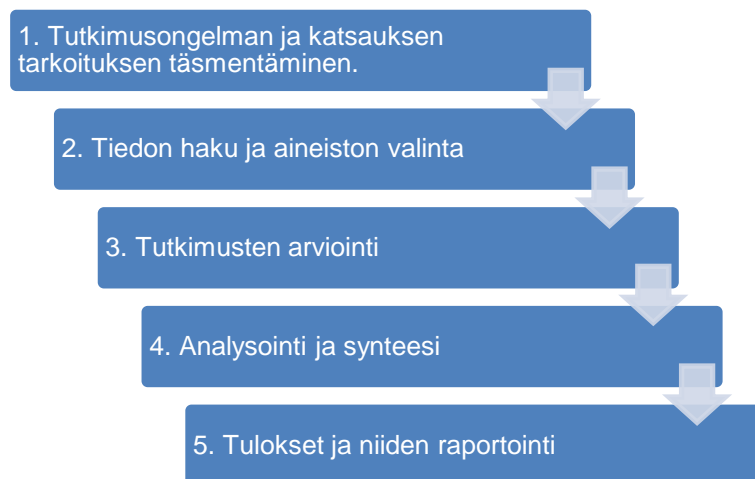 1. Tutkimusongelman ja katsauksen
tarkoituksen täsmentäminen.
2. Tiedon haku ja aineiston valinta
3. Tutkimusten arviointi
4. Analysointi ja synteesi
5. Tulokset ja niiden raportointi